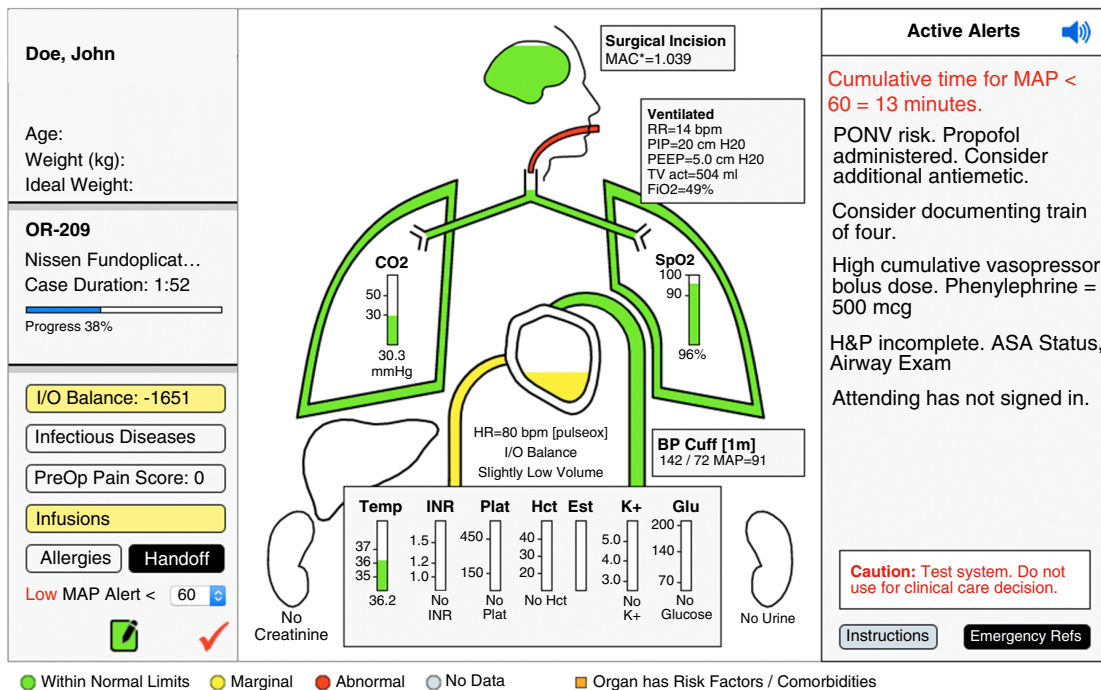 Doe, John
Age:
Weight (kg):
Ideal Weight:
OR-209
Nissen Fundoplicat…
Case Duration: 1:52
Progress 38%
I/O Balance: -1651
Infectious Diseases
PreOp Pain Score: 0
Infusions
Allergies
Handoff
Low MAP Alert < 60
Surgical Incision
MAC*=1.039
Ventilated
RR=14 bpm
PIP=20 cm H20
PEEP=5.0 cm H20
TV act=504 ml
FiO2=49%
CO2
50
30
30.3
mmHg
SpO2
100
90
96%
HR=80 bpm [pulseox]
I/O Balance
Slightly Low Volume
BP Cuff [1m]
142 / 72 MAP=91
Temp INR Plat Hct Est K+ Glu
37
36
35
36.2
1.5
1.2
1.0
No
INR
450
150
No
Plat
40
30
20
No Hct
5.0
4.0
3.0
No
K+
200
140
70
No
Glucose
No
Creatinine
No Urine
Active Alerts
Cumulative time for MAP <
60 = 13 minutes.
PONV risk. Propofol
administered. Consider
additional antiemetic.
Consider documenting train
of four.
High cumulative vasopressor
bolus dose. Phenylephrine =
500 mcg
H&P incomplete. ASA Status,
Airway Exam
Attending has not signed in.
Caution: Test system. Do not
use for clinical care decision.
Instructions
Emergency Refs
Within Normal Limits Marginal Abnormal No Data Organ has Risk Factors / Comorbidities